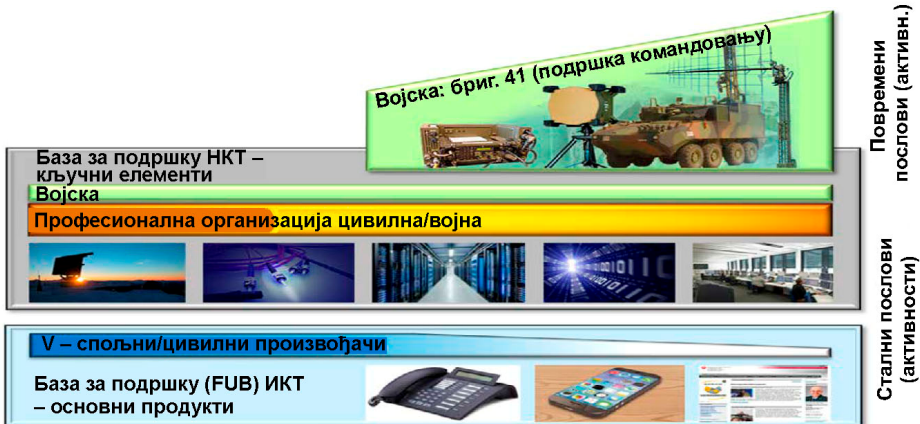 Војска: бриг. 41 (подршка командовању)
Повремени
послови (активн.)
База за подршку НКТ –
кључни елементи
Војска
Професионална организација цивилна/војна
Стални послови
(активности)
V – спољни/цивилни произвођачи
База за подршку (FUB) ИКТ
– основни продукти